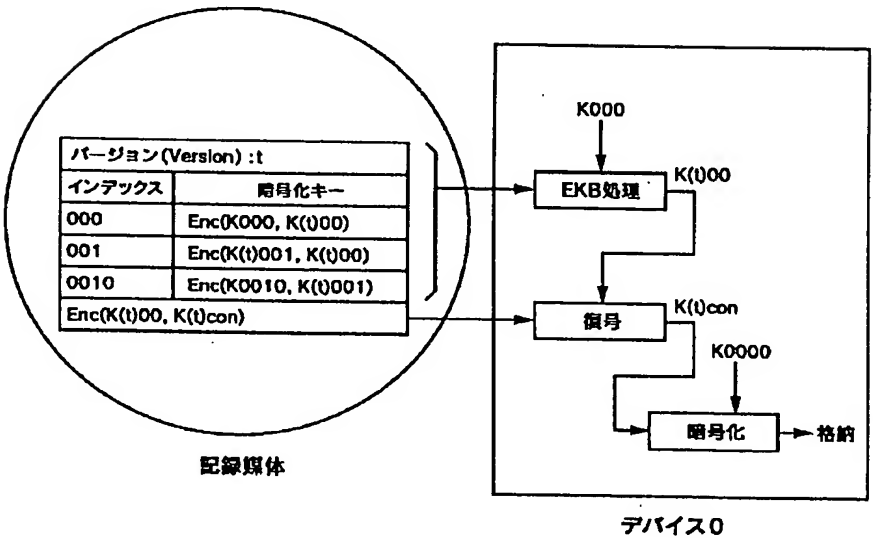 バージョン(Version) :t
インデックス 暗号化キー
000 Enc(K000, K(t)00)
001 Enc(K(t)001, K(t)00)
0010 Enc(K0010, K(t)001)
Enc(K(t)00, K(t)con)
記録媒体
K000
EKB処理
K(t)00
復号
K(t)con
K0000
暗号化
格納
デバイス0